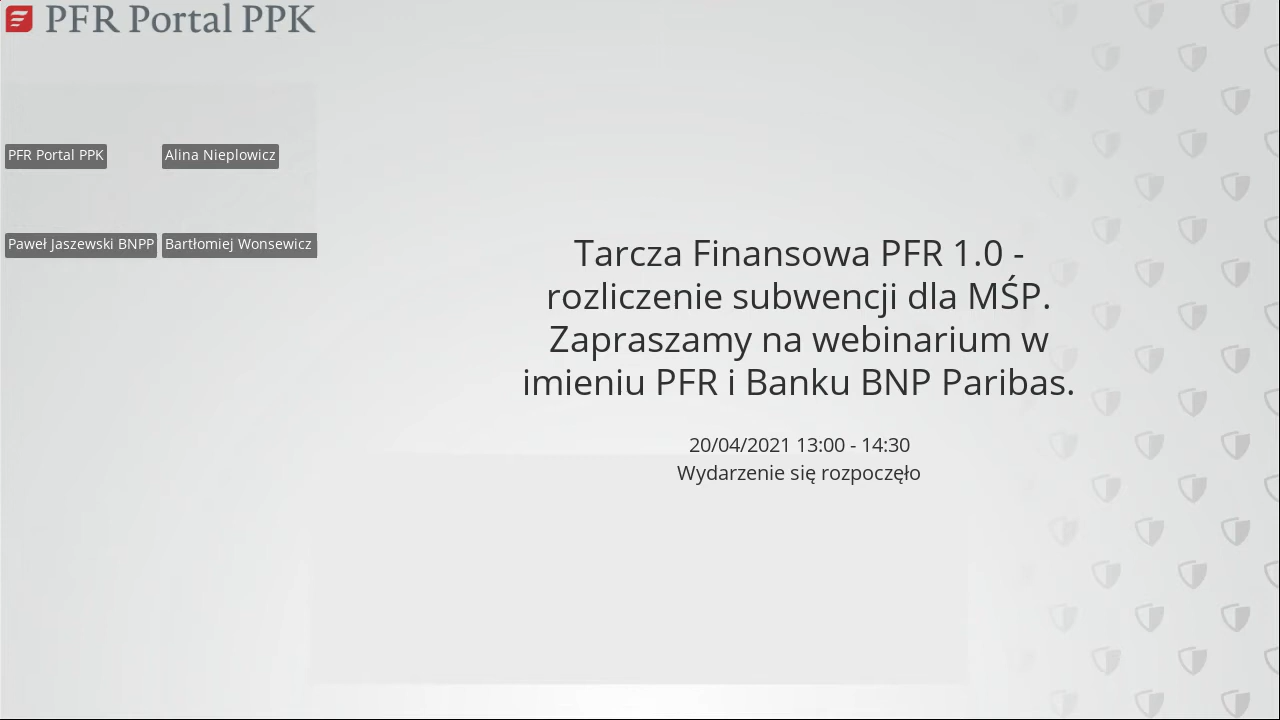 PFR Portal PPK
PFR Portal PPK
Alina Nieplowicz
Paweł Jaszewski BNPP
Bartłomiej Wonsewicz
Tarcza Finansowa PFR 1.0 -
rozliczenie subwencji dla MŚP.
Zapraszamy na webinarium w
imieniu PFR i Banku BNP Paribas.
20/04/2021 13:00 - 14:30
Wydarzenie się rozpoczęło